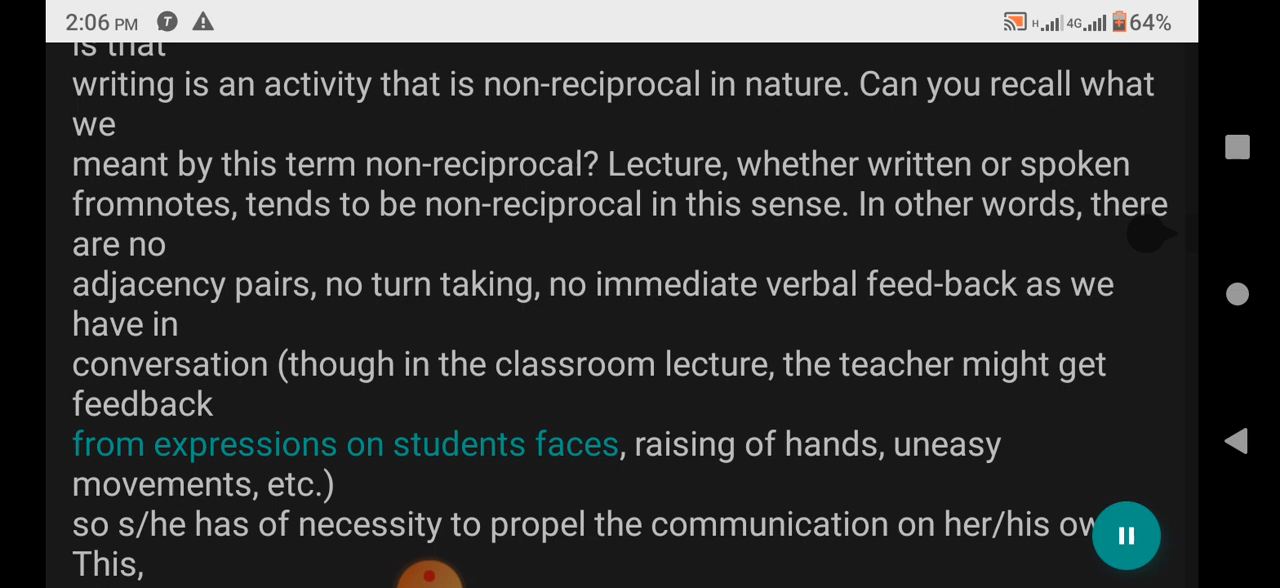 2:06 PM
H 4G 64%
is that
writing is an activity that is non-reciprocal in nature. Can you recall what
we
meant by this term non-reciprocal? Lecture, whether written or spoken
fromnotes, tends to be non-reciprocal in this sense. In other words, there
are no
adjacency pairs, no turn taking, no immediate verbal feed-back as we
have in
conversation (though in the classroom lecture, the teacher might get
feedback
from expressions on students faces, raising of hands, uneasy
movements, etc.)
so s/he has of necessity to propel the communication on her/his
This,